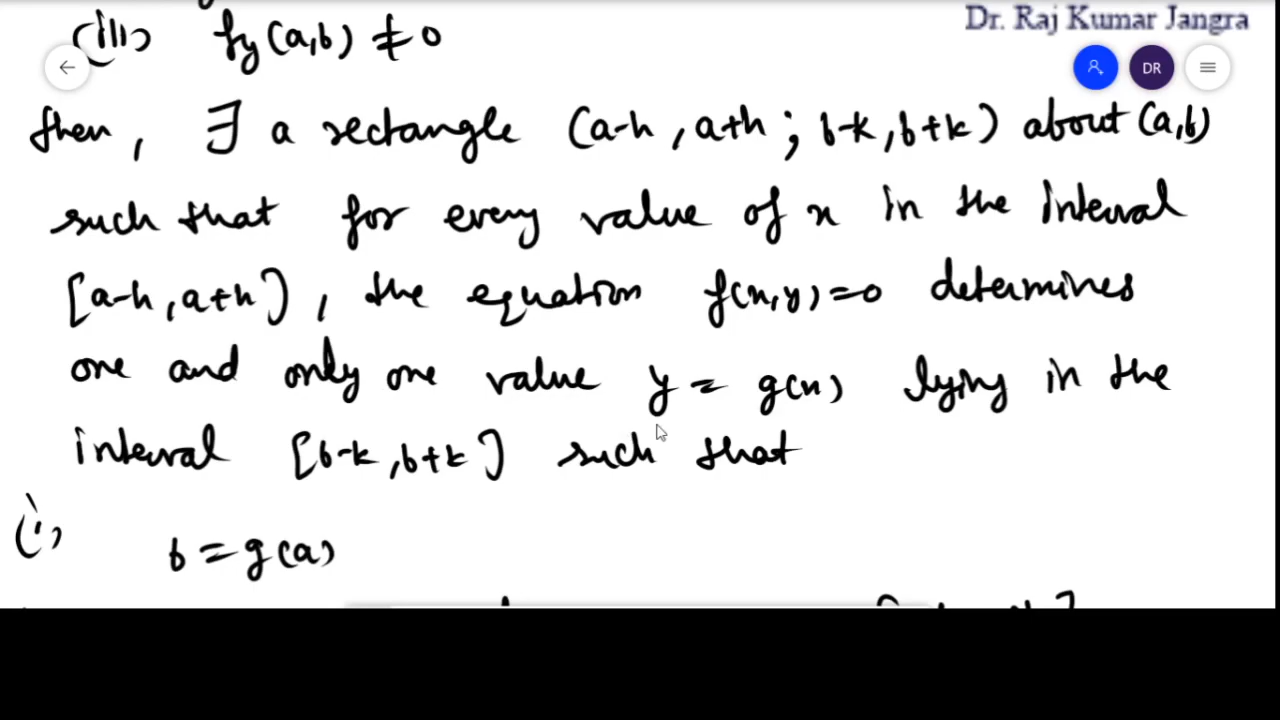 Dr. Raj Kumar Jangra
(iii) fy(a,b) ≠ 0
DR
then, ∃ a rectangle (a-h, a+h; b-k, b+k) about (a,b)
such that for every value of x in the interval
[a-h, a+h], the equation f(x,y)=0 determines
one and only one value y = g(x) lying in the
interval [b-k, b+k] such that
(i) b = g(a)